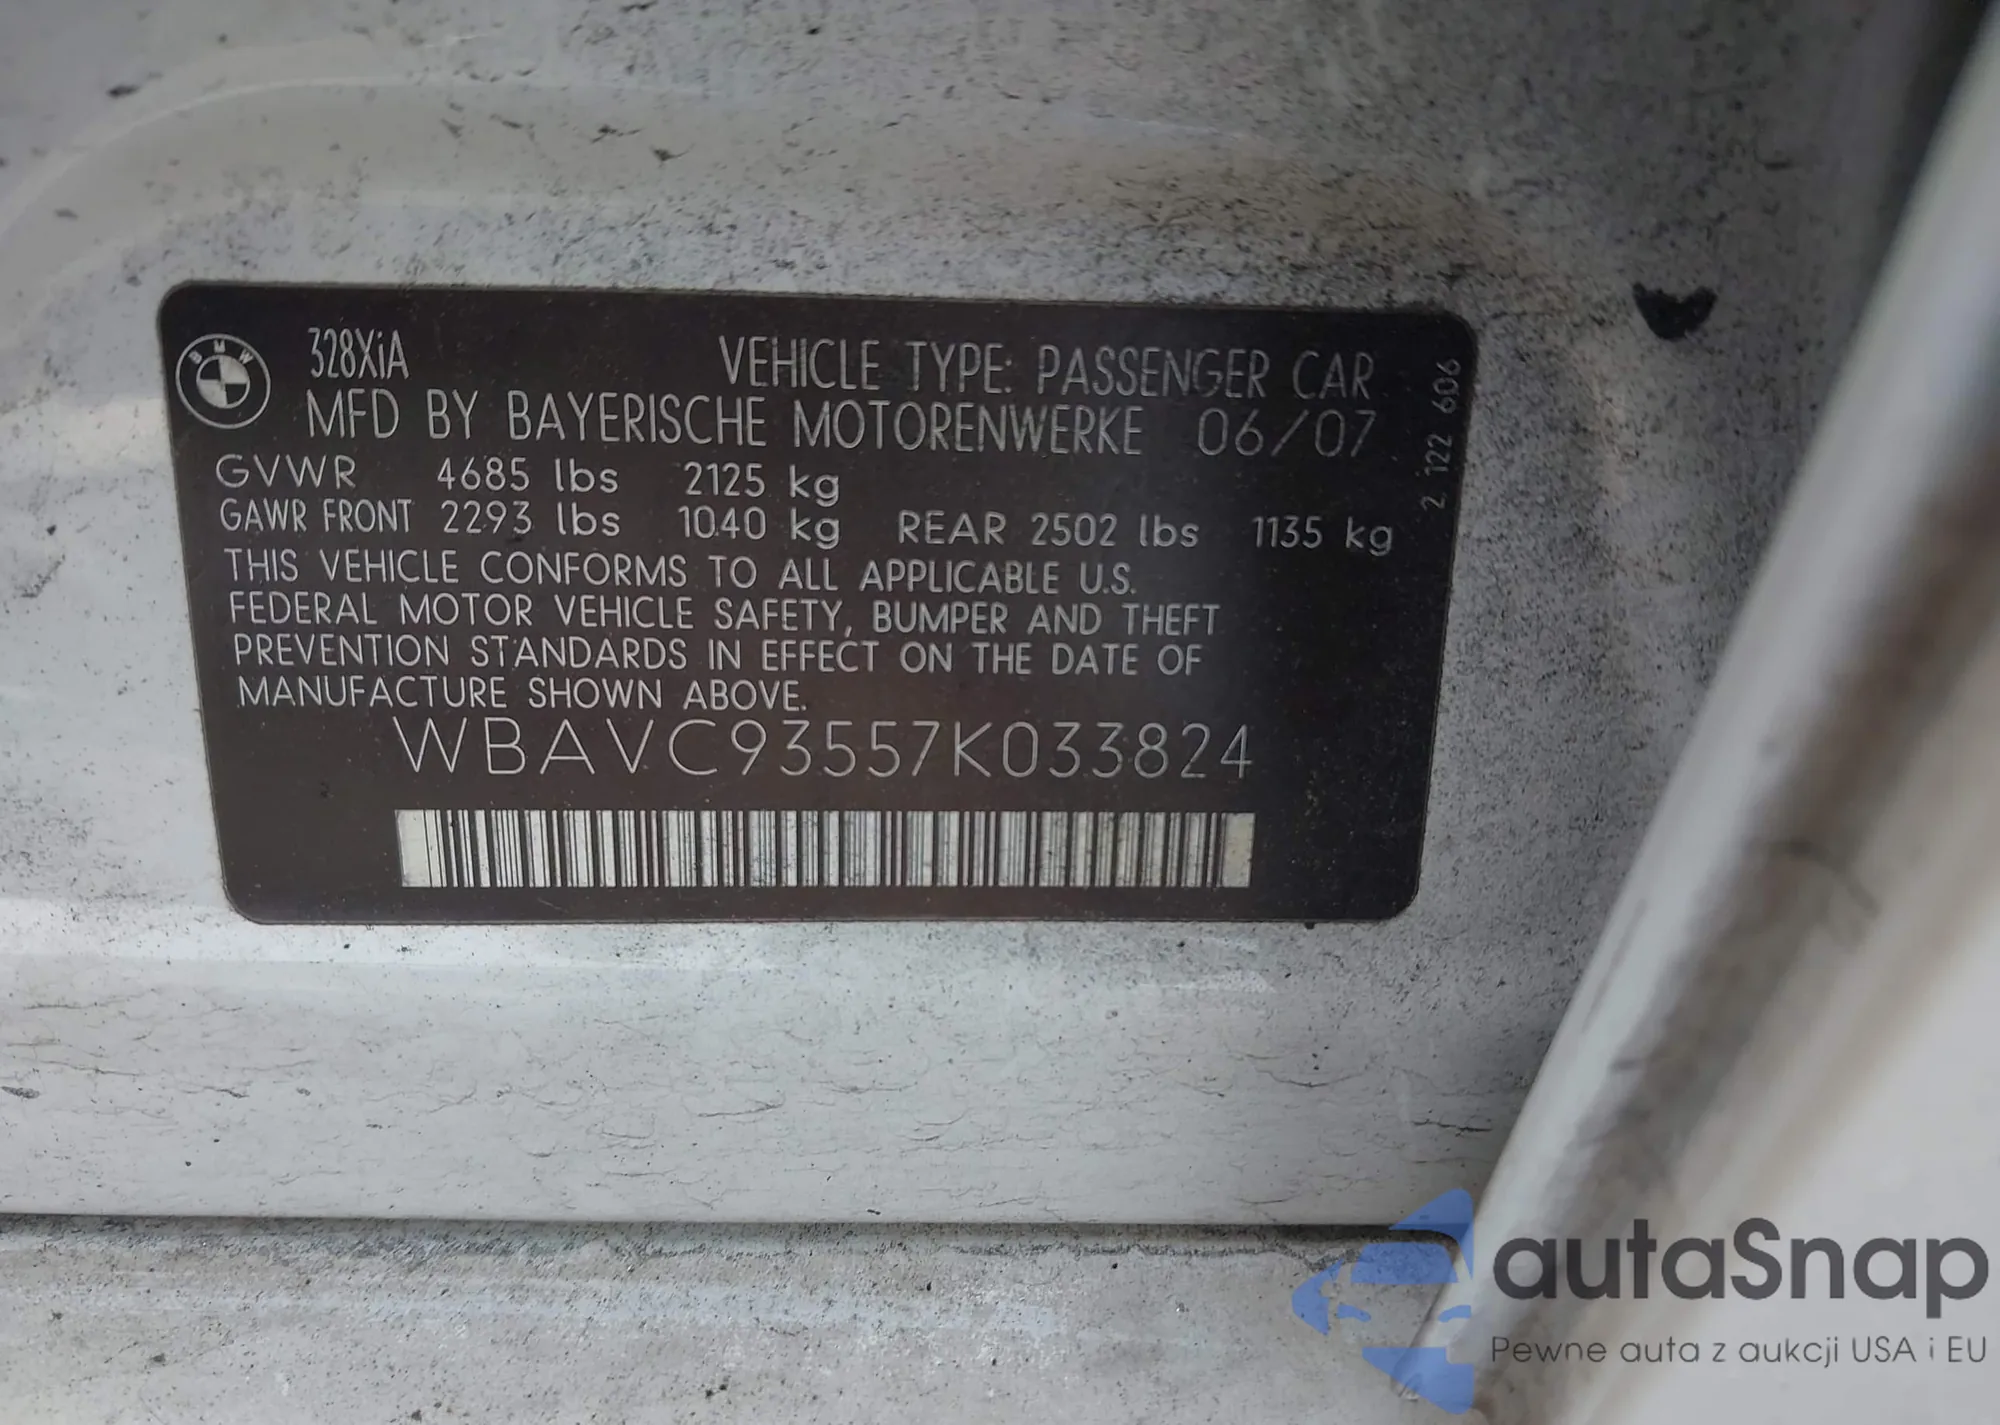 BMW
328XiA
VEHICLE TYPE: PASSENGER CAR
MFD BY BAYERISCHE MOTORENWERKE 06/07
GVWR 4685 lbs 2125 kg
GAWR FRONT 2293 lbs 1040 kg REAR 2502 lbs 1135 kg
THIS VEHICLE CONFORMS TO ALL APPLICABLE U.S.
FEDERAL MOTOR VEHICLE SAFETY, BUMPER AND THEFT
PREVENTION STANDARDS IN EFFECT ON THE DATE OF
MANUFACTURE SHOWN ABOVE.
WBAVC93557K033824
2 122 606
autaSnap
Pewne auta z aukcji USA i EU